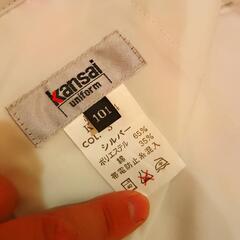 kansai
uniform
101
COL.
シルバー
ポリエステル 65%
綿 35%
帯電防止糸混入